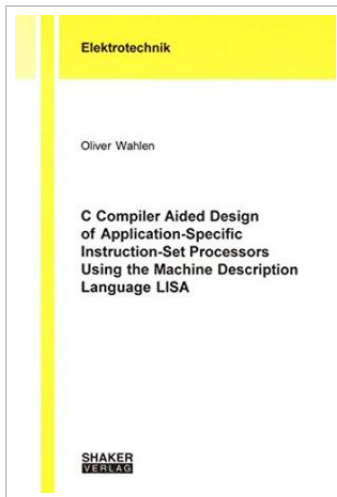 Elektrotechnik
Oliver Wahlen
C Compiler Aided Design
of Application-Specific
Instruction-Set Processors
Using the Machine Description
Language LISA
SHAKER
VERLAG